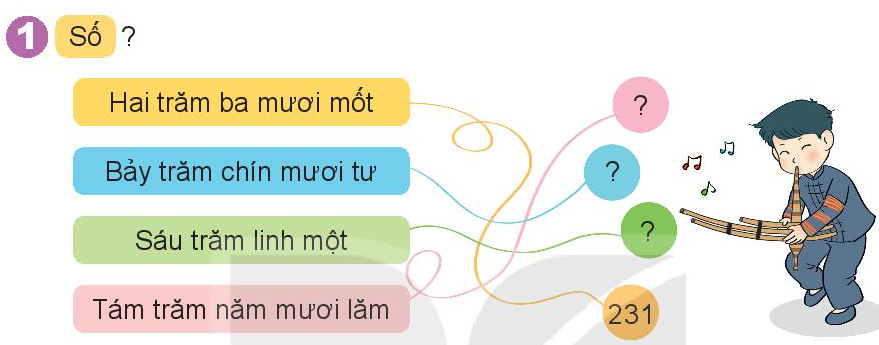 1 Số ?
Hai trăm ba mươi mốt
?
Bảy trăm chín mươi tư
?
Sáu trăm linh một
?
Tám trăm năm mươi lăm
231